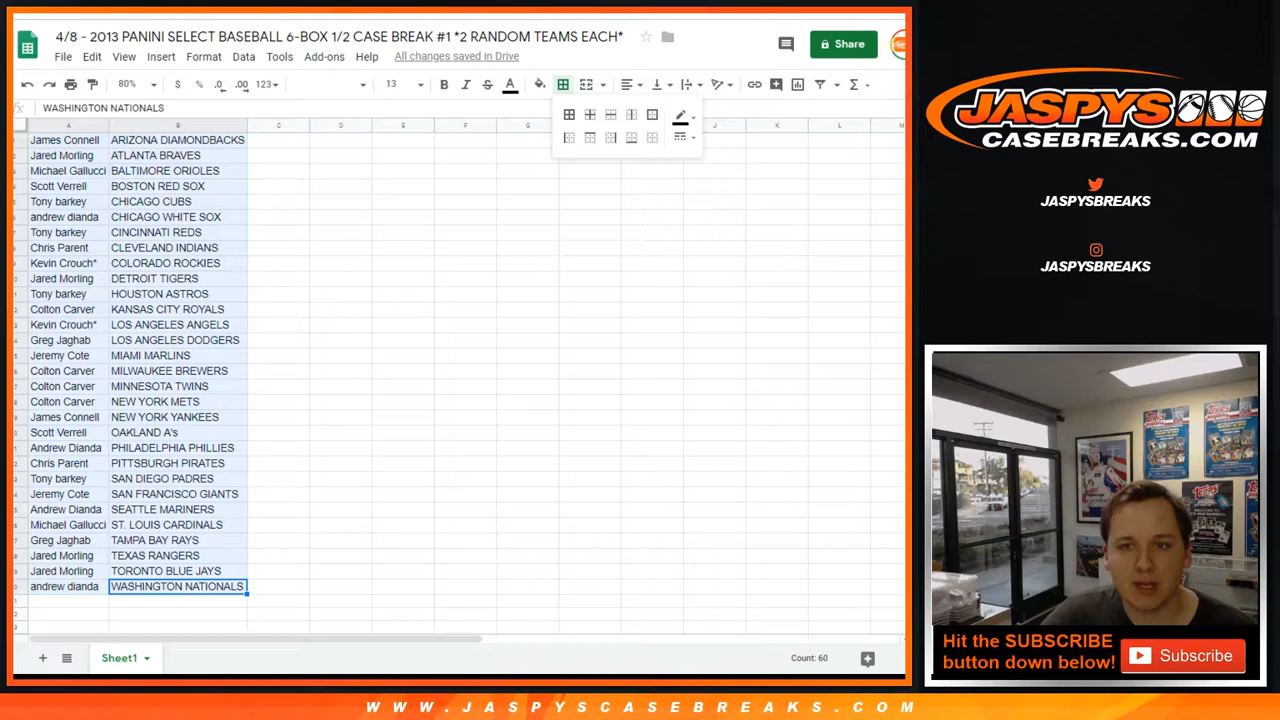 4/8 - 2013 PANINI SELECT BASEBALL 6-BOX 1/2 CASE BREAK #1 *2 RANDOM TEAMS EACH*
File Edit View Insert Format Data Tools Add-ons Help All changes saved in Drive
Share
80% $ % .0 .00 123 13 B I S A
fx WASHINGTON NATIONALS
A B C D E F G J K L M
James Connell ARIZONA DIAMONDBACKS
Jared Morling ATLANTA BRAVES
Michael Gallucci BALTIMORE ORIOLES
Scott Verrell BOSTON RED SOX
Tony barkey CHICAGO CUBS
andrew dianda CHICAGO WHITE SOX
Tony barkey CINCINNATI REDS
Chris Parent CLEVELAND INDIANS
Kevin Crouch* COLORADO ROCKIES
Jared Morling DETROIT TIGERS
Tony barkey HOUSTON ASTROS
Colton Carver KANSAS CITY ROYALS
Kevin Crouch* LOS ANGELES ANGELS
Greg Jaghab LOS ANGELES DODGERS
Jeremy Cote MIAMI MARLINS
Colton Carver MILWAUKEE BREWERS
Colton Carver MINNESOTA TWINS
Colton Carver NEW YORK METS
James Connell NEW YORK YANKEES
Scott Verrell OAKLAND A's
Andrew Dianda PHILADELPHIA PHILLIES
Chris Parent PITTSBURGH PIRATES
Tony barkey SAN DIEGO PADRES
Jeremy Cote SAN FRANCISCO GIANTS
Andrew Dianda SEATTLE MARINERS
Michael Gallucci ST. LOUIS CARDINALS
Greg Jaghab TAMPA BAY RAYS
Jared Morling TEXAS RANGERS
Jared Morling TORONTO BLUE JAYS
andrew dianda WASHINGTON NATIONALS
Sheet1
Count: 60
JASPYS
CASEBREAKS.COM
JASPYSBREAKS
JASPYSBREAKS
Topps
Topps
Topps
Hit the SUBSCRIBE
button down below!
Subscribe
WWW.JASPYSCASEBREAKS.COM